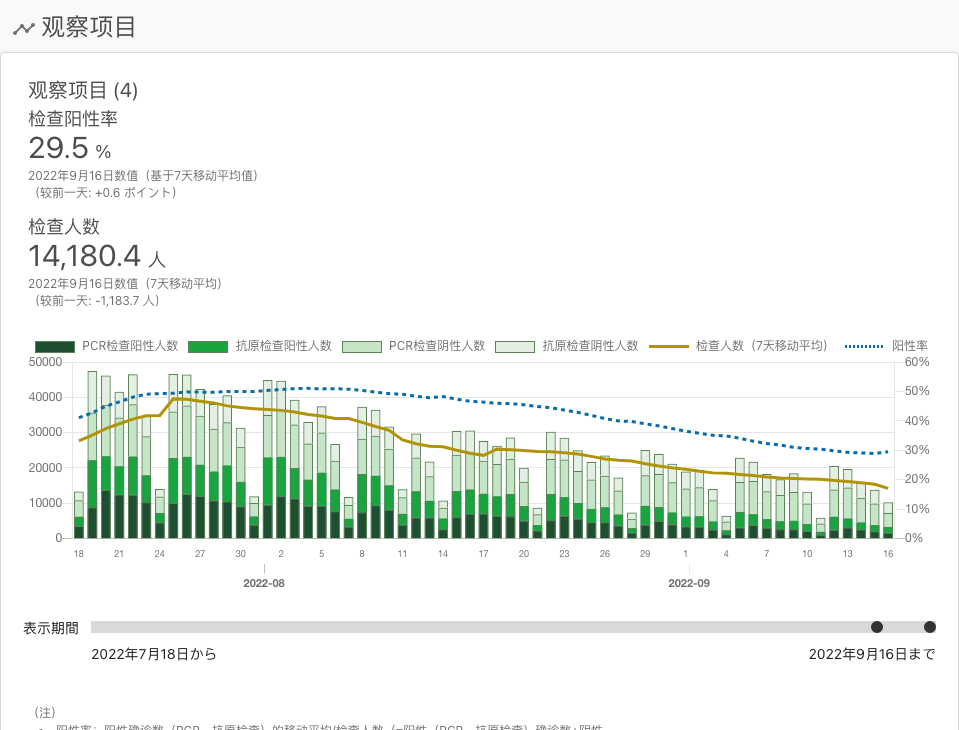 观察项目
观察项目 (4)
检查阳性率
29.5 %
2022年9月16日数值（基于7天移动平均值）
（较前一天: +0.6 ポイント）
检查人数
14,180.4 人
2022年9月16日数值（7天移动平均）
（较前一天: -1,183.7 人）
PCR检查阳性人数 抗原检查阳性人数 PCR检查阴性人数 抗原检查阴性人数 检查人数（7天移动平均） 阳性率
50000 60%
40000 50%
30000 40%
20000 30%
10000 20%
0 10%
0%
18 21 24 27 30 2 5 8 11 14 17 20 23 26 29 1 4 7 10 13 16
2022-08 2022-09
表示期間
2022年7月18日から 2022年9月16日まで
（注）